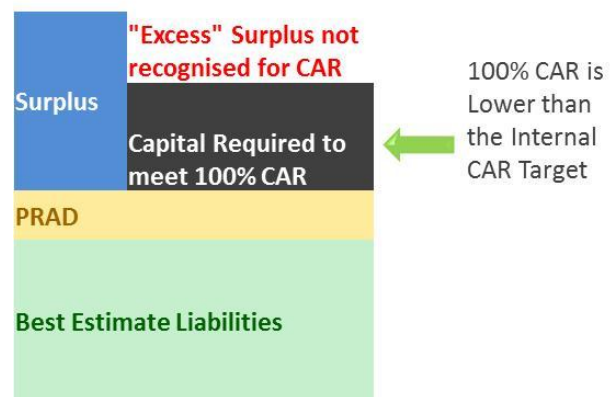 "Excess" Surplus not
recognised for CAR
Surplus
Capital Required to
meet 100% CAR
100% CAR is
Lower than
the Internal
CAR Target
PRAD
Best Estimate Liabilities